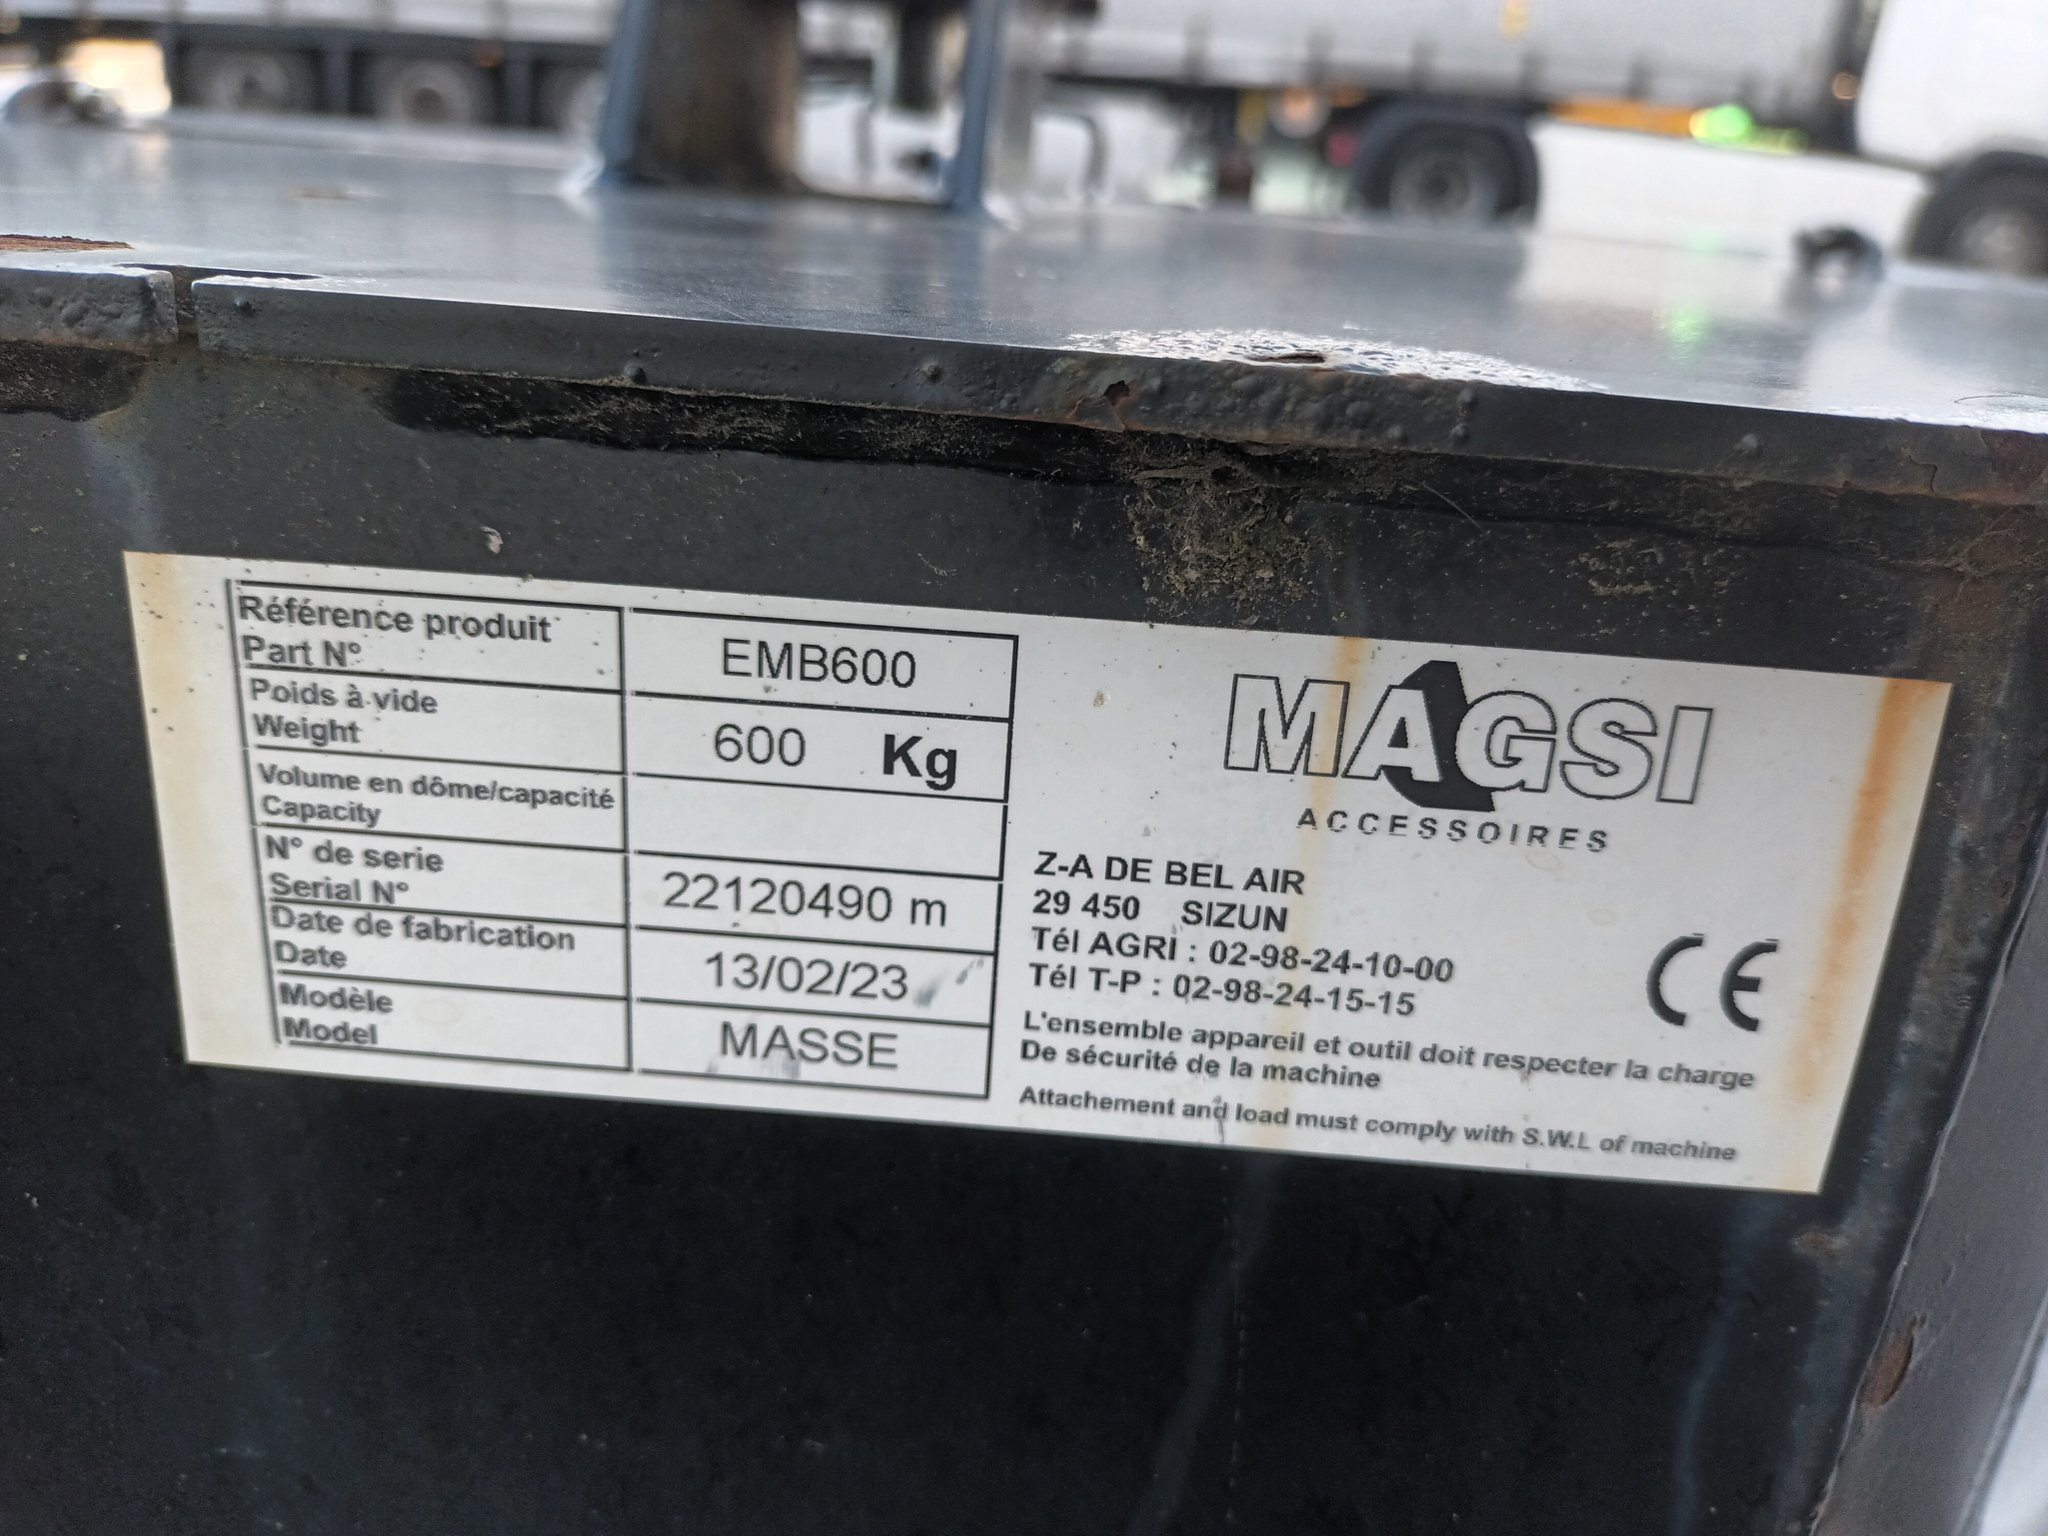 Référence produit
Part N°
EMB600
Poids à vide
Weight
600 Kg
Volume en dôme/capacité
Capacity
N° de serie
Serial N°
22120490 m
Date de fabrication
Date
13/02/23
Modèle
Model
MASSE
MAGSI
ACCESSOIRES
Z-A DE BEL AIR
29 450 SIZUN
Tél AGRI : 02-98-24-10-00
Tél T-P : 02-98-24-15-15
CE
L'ensemble appareil et outil doit respecter la charge
De sécurité de la machine
Attachement and load must comply with S.W.L of machine